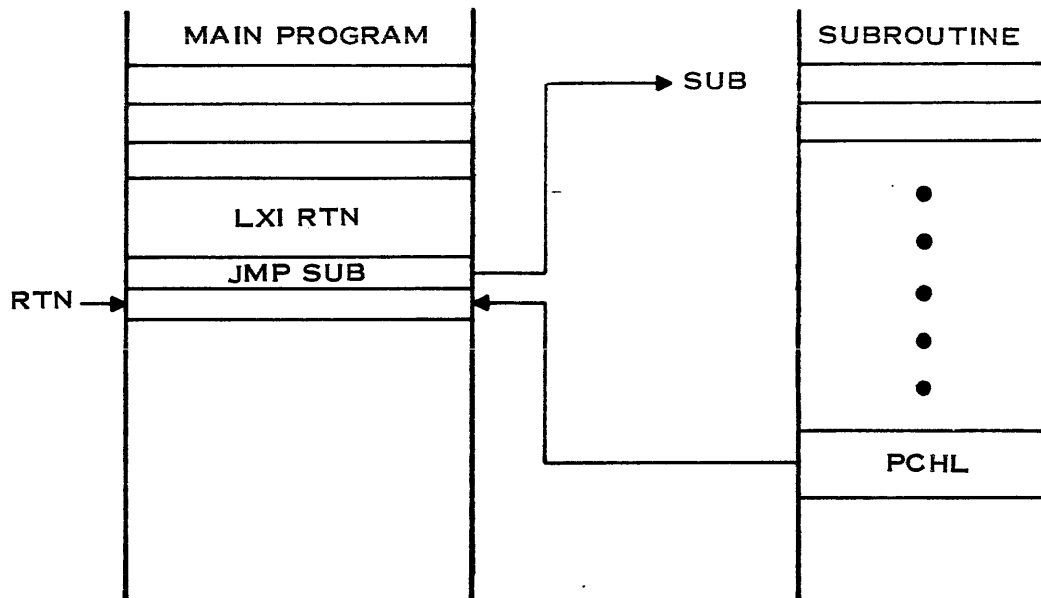 MAIN PROGRAM
SUBROUTINE
SUB
LXI RTN
JMP SUB
RTN
PCHL